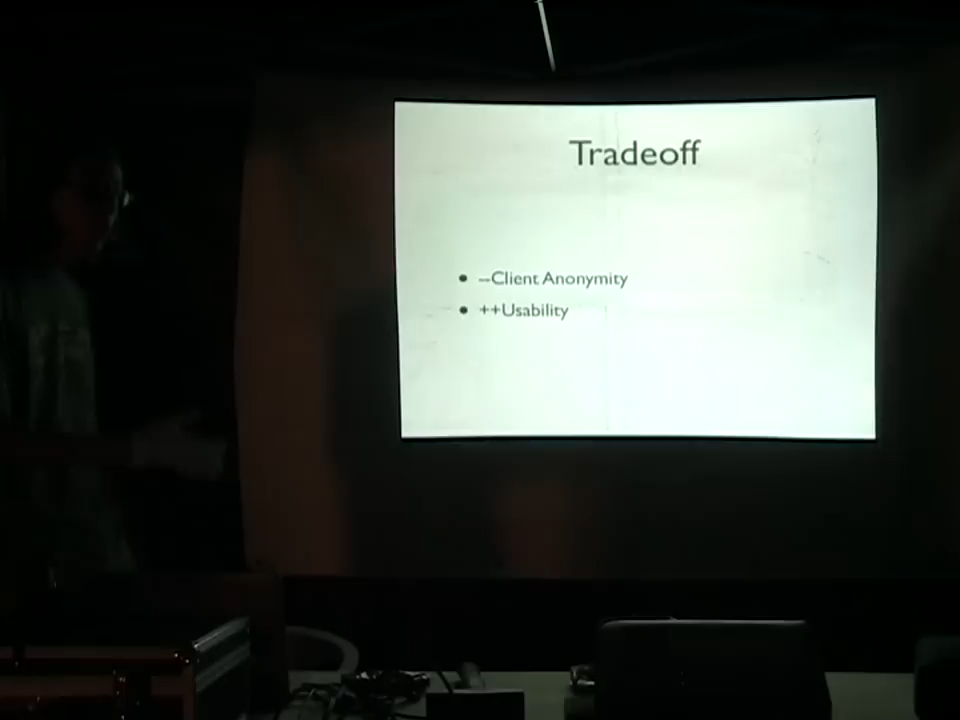 Tradeoff
• --Client Anonymity
• ++Usability